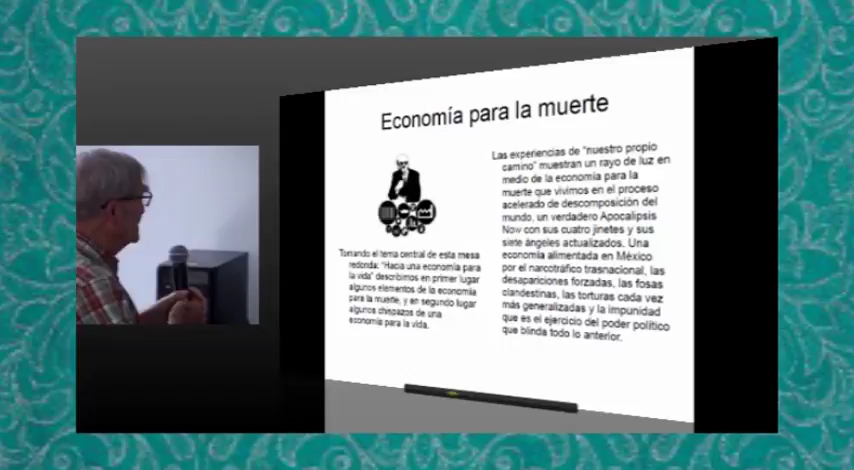 Economía para la muerte
Tomando el tema central de esta mesa
redonda: "Hacia una economía para
la vida" describimos en primer lugar
algunos elementos de la economía
para la muerte, y en segundo lugar
algunos chispazos de una
economía para la vida.
Las experiencias de "nuestro propio
camino" muestran un rayo de luz en
medio de la economía para la
muerte que vivimos en el proceso
acelerado de descomposición del
mundo, un verdadero Apocalipsis
Now con sus cuatro jinetes y sus
siete ángeles actualizados. Una
economía alimentada en México
por el narcotráfico trasnacional, las
desapariciones forzadas, las fosas
clandestinas, las torturas cada vez
más generalizadas y la impunidad
que es el ejercicio del poder político
que blinda todo lo anterior.